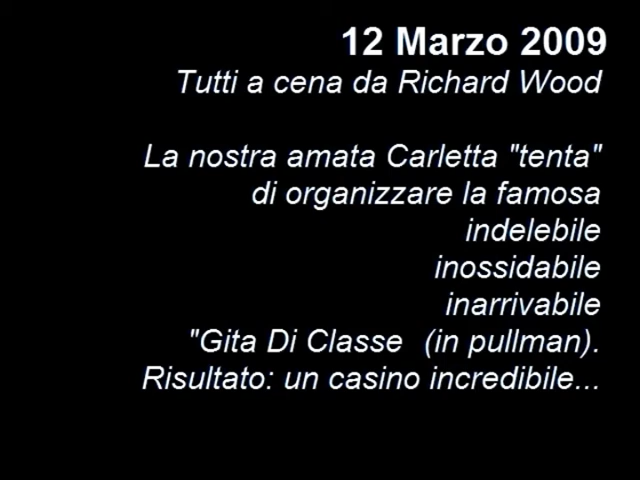 12 Marzo 2009
Tutti a cena da Richard Wood
La nostra amata Carletta "tenta"
di organizzare la famosa
indelebile
inossidabile
inarrivabile
"Gita Di Classe  (in pullman).
Risultato: un casino incredibile...